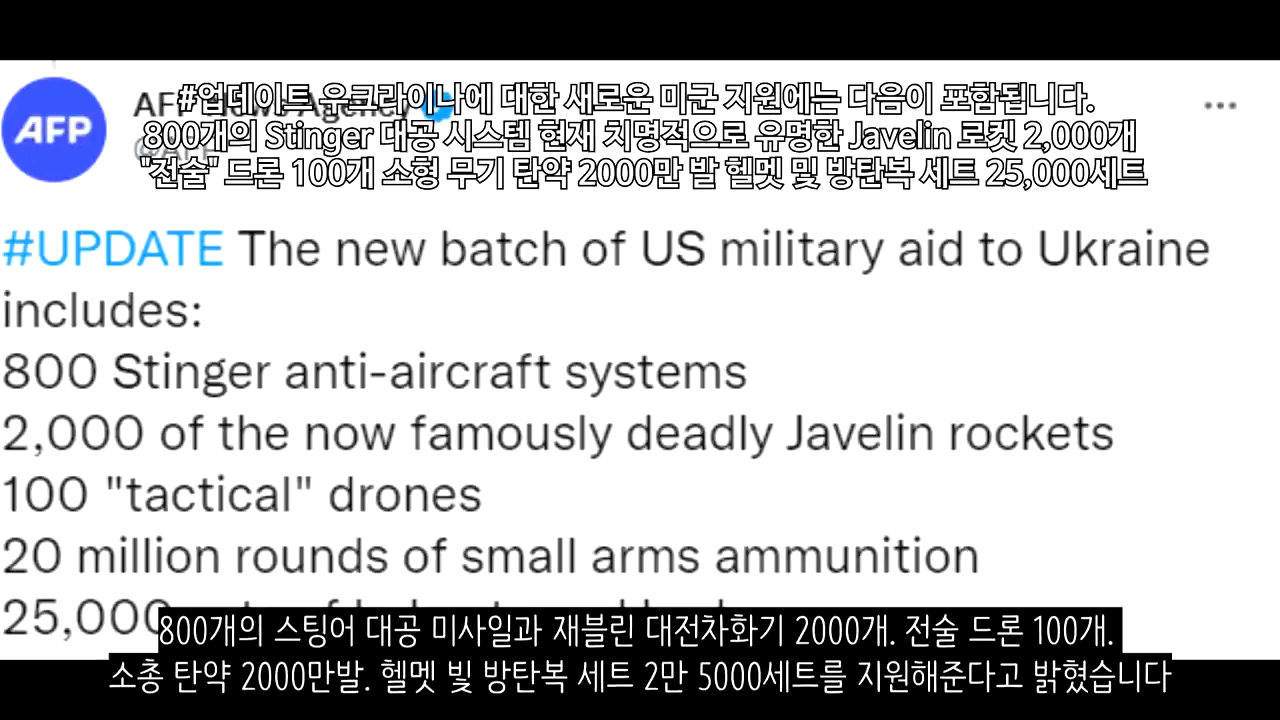 AFP
AFP News Agency
@AFP
#업데이트 우크라이나에 대한 새로운 미군 지원에는 다음이 포함됩니다.
800개의 Stinger 대공 시스템 현재 치명적으로 유명한 Javelin 로켓 2,000개
"전술" 드론 100개 소형 무기 탄약 2000만 발 헬멧 및 방탄복 세트 25,000세트
#UPDATE The new batch of US military aid to Ukraine
includes:
800 Stinger anti-aircraft systems
2,000 of the now famously deadly Javelin rockets
100 "tactical" drones
20 million rounds of small arms ammunition
25,000
800개의 스팅어 대공 미사일과 재블린 대전차화기 2000개. 전술 드론 100개.
소총 탄약 2000만발. 헬멧 빛 방탄복 세트 2만 5000세트를 지원해준다고 밝혔습니다